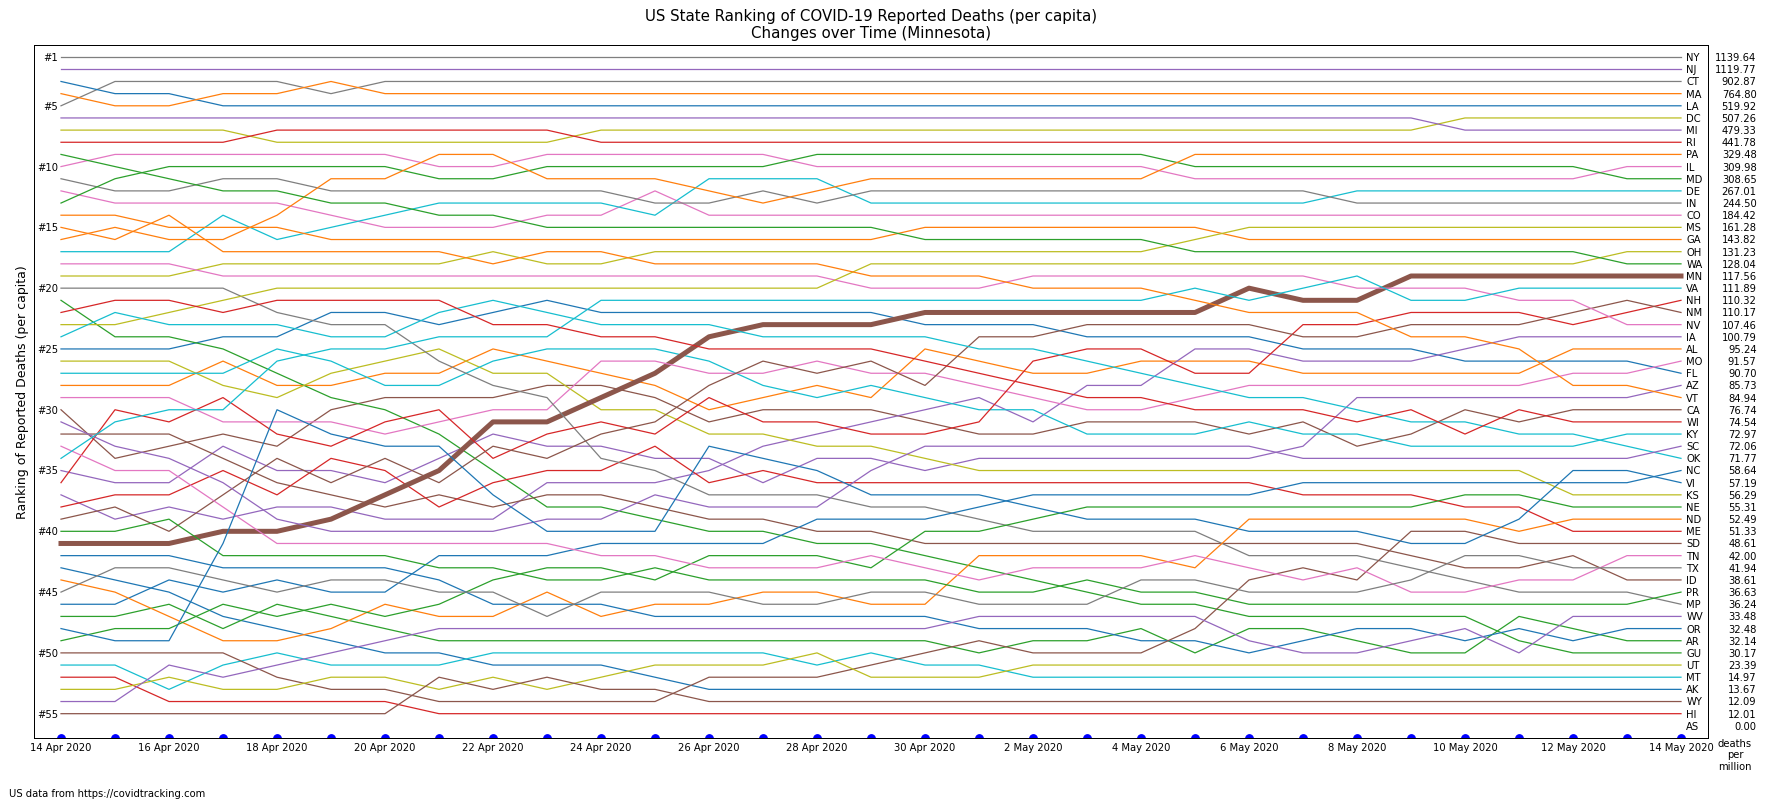 US State Ranking of COVID-19 Reported Deaths (per capita)
Changes over Time (Minnesota)
Ranking of Reported Deaths (per capita)
#1
#5
#10
#15
#20
#25
#30
#35
#40
#45
#50
#55
NY 1139.64
NJ 1119.77
CT 902.87
MA 764.80
LA 519.92
DC 507.26
MI 479.33
RI 441.78
PA 329.48
IL 309.98
MD 308.65
DE 267.01
IN 244.50
CO 184.42
MS 161.28
GA 143.82
OH 131.23
WA 128.04
MN 117.56
VA 111.89
NH 110.32
NM 110.17
NV 107.46
IA 100.79
AL 95.24
MO 91.57
FL 90.70
AZ 85.73
VT 84.94
CA 76.74
WI 74.54
KY 72.97
SC 72.06
OK 71.77
NC 58.64
VI 57.19
KS 56.29
NE 55.31
ND 52.49
ME 51.33
SD 48.61
TN 42.00
TX 41.94
ID 38.61
PR 36.63
MP 36.24
WV 33.48
OR 32.48
AR 32.14
GU 30.17
UT 23.39
MT 14.97
AK 13.67
WY 12.09
HI 12.01
AS 0.00
14 Apr 2020 16 Apr 2020 18 Apr 2020 20 Apr 2020 22 Apr 2020 24 Apr 2020 26 Apr 2020 28 Apr 2020 30 Apr 2020 2 May 2020 4 May 2020 6 May 2020 8 May 2020 10 May 2020 12 May 2020 14 May 2020
deaths
per
million
US data from https://covidtracking.com